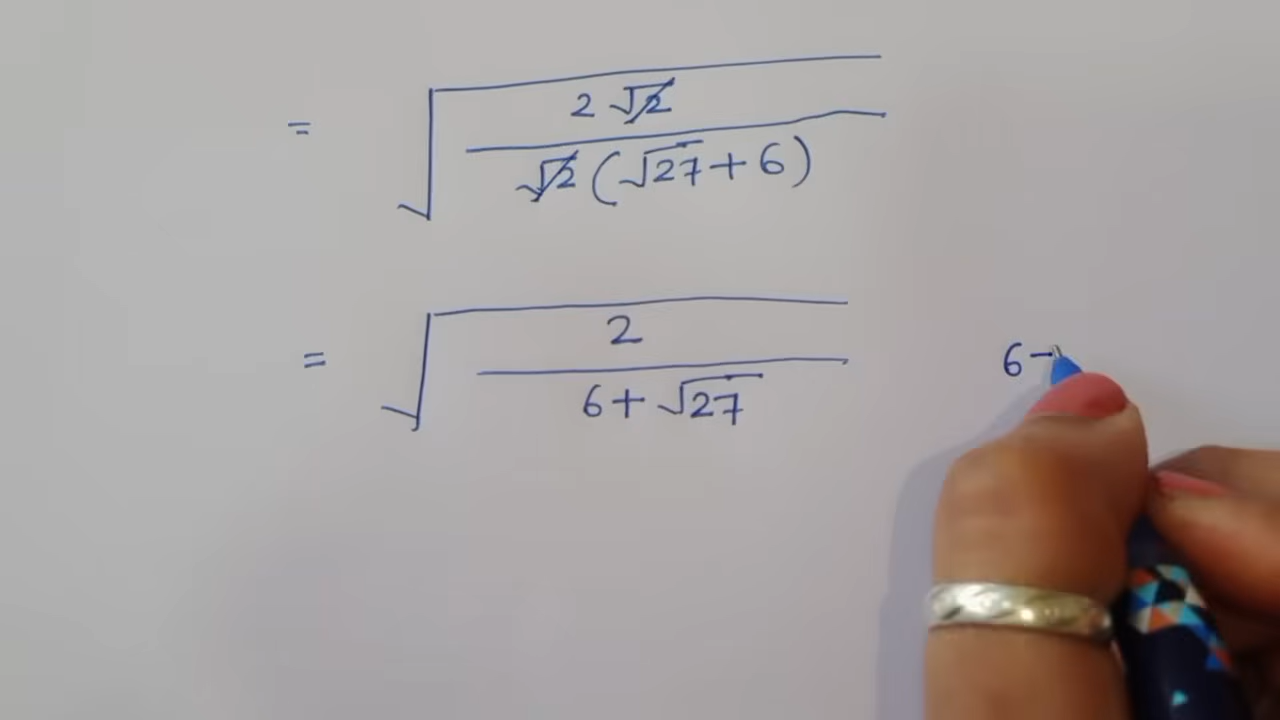 = √(2√2 / √2(√27+6))
= √(2 / 6+√27)
6-